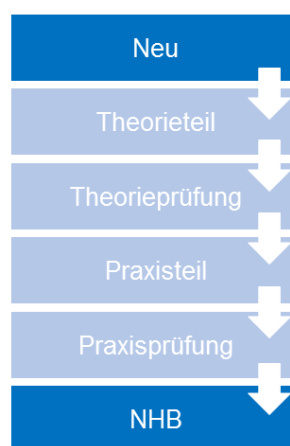 Neu
Theorieteil
Theorieprüfung
Praxisteil
Praxisprüfung
NHB